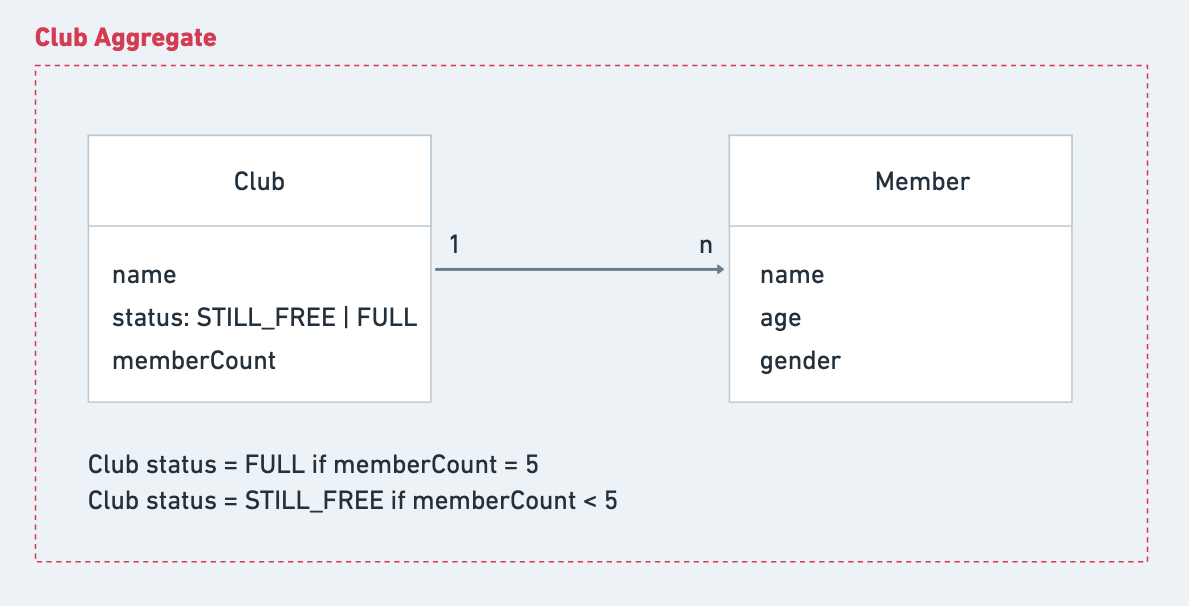 Club Aggregate
Club
name
status: STILL_FREE | FULL
memberCount
1
n
Member
name
age
gender
Club status = FULL if memberCount = 5
Club status = STILL_FREE if memberCount < 5